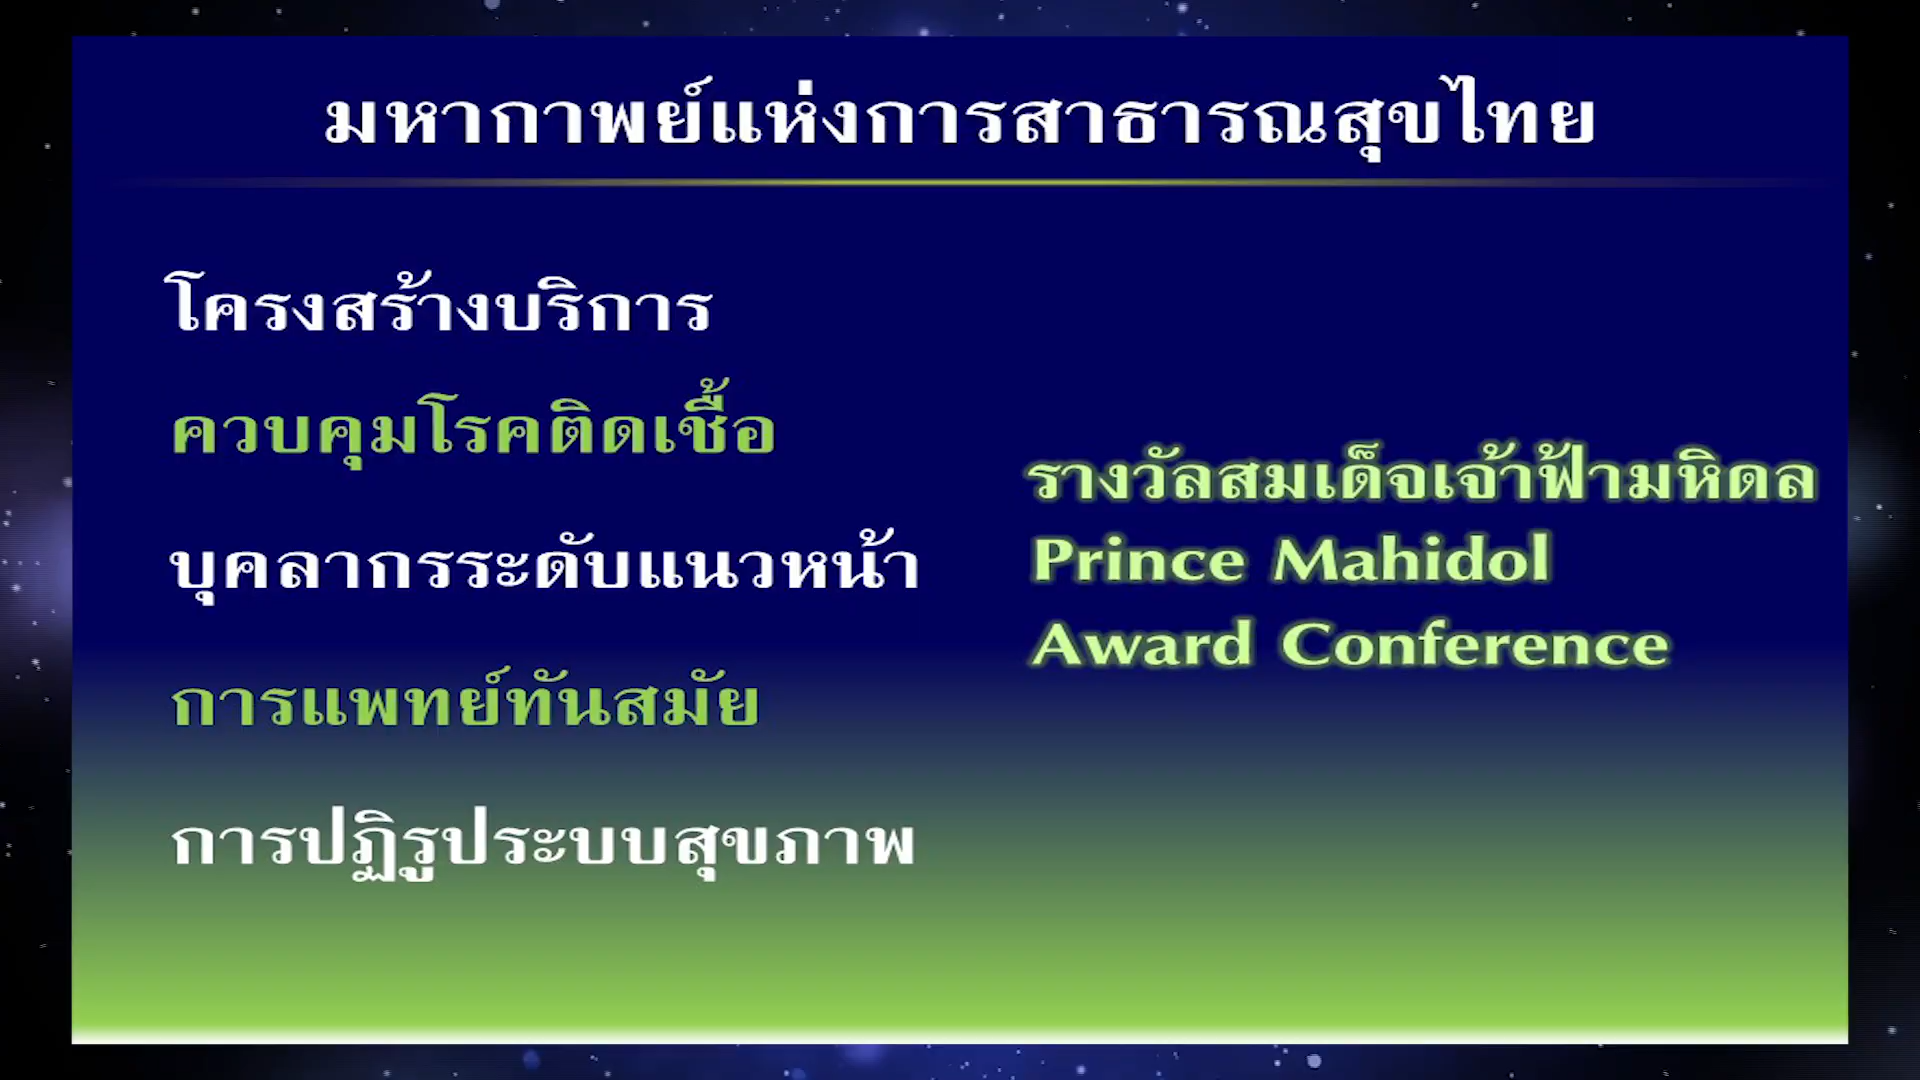 มหากาพย์แห่งการสาธารณสุขไทย
โครงสร้างบริการ
ควบคุมโรคติดเชื้อ
บุคลากรระดับแนวหน้า
การแพทย์ทันสมัย
การปฏิรูประบบสุขภาพ
รางวัลสมเด็จเจ้าฟ้ามหิดล
Prince Mahidol
Award Conference